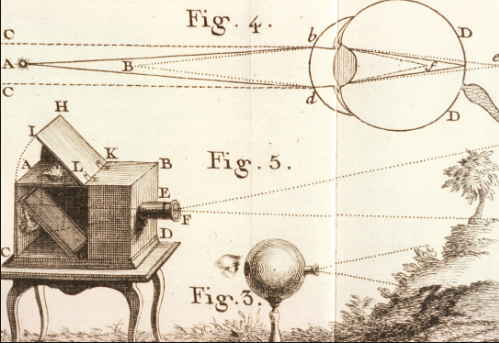 C Fig. 4. b D
A B f e
C d D
H
I
A L K B Fig. 5.
E
F
C D
Fig. 3.